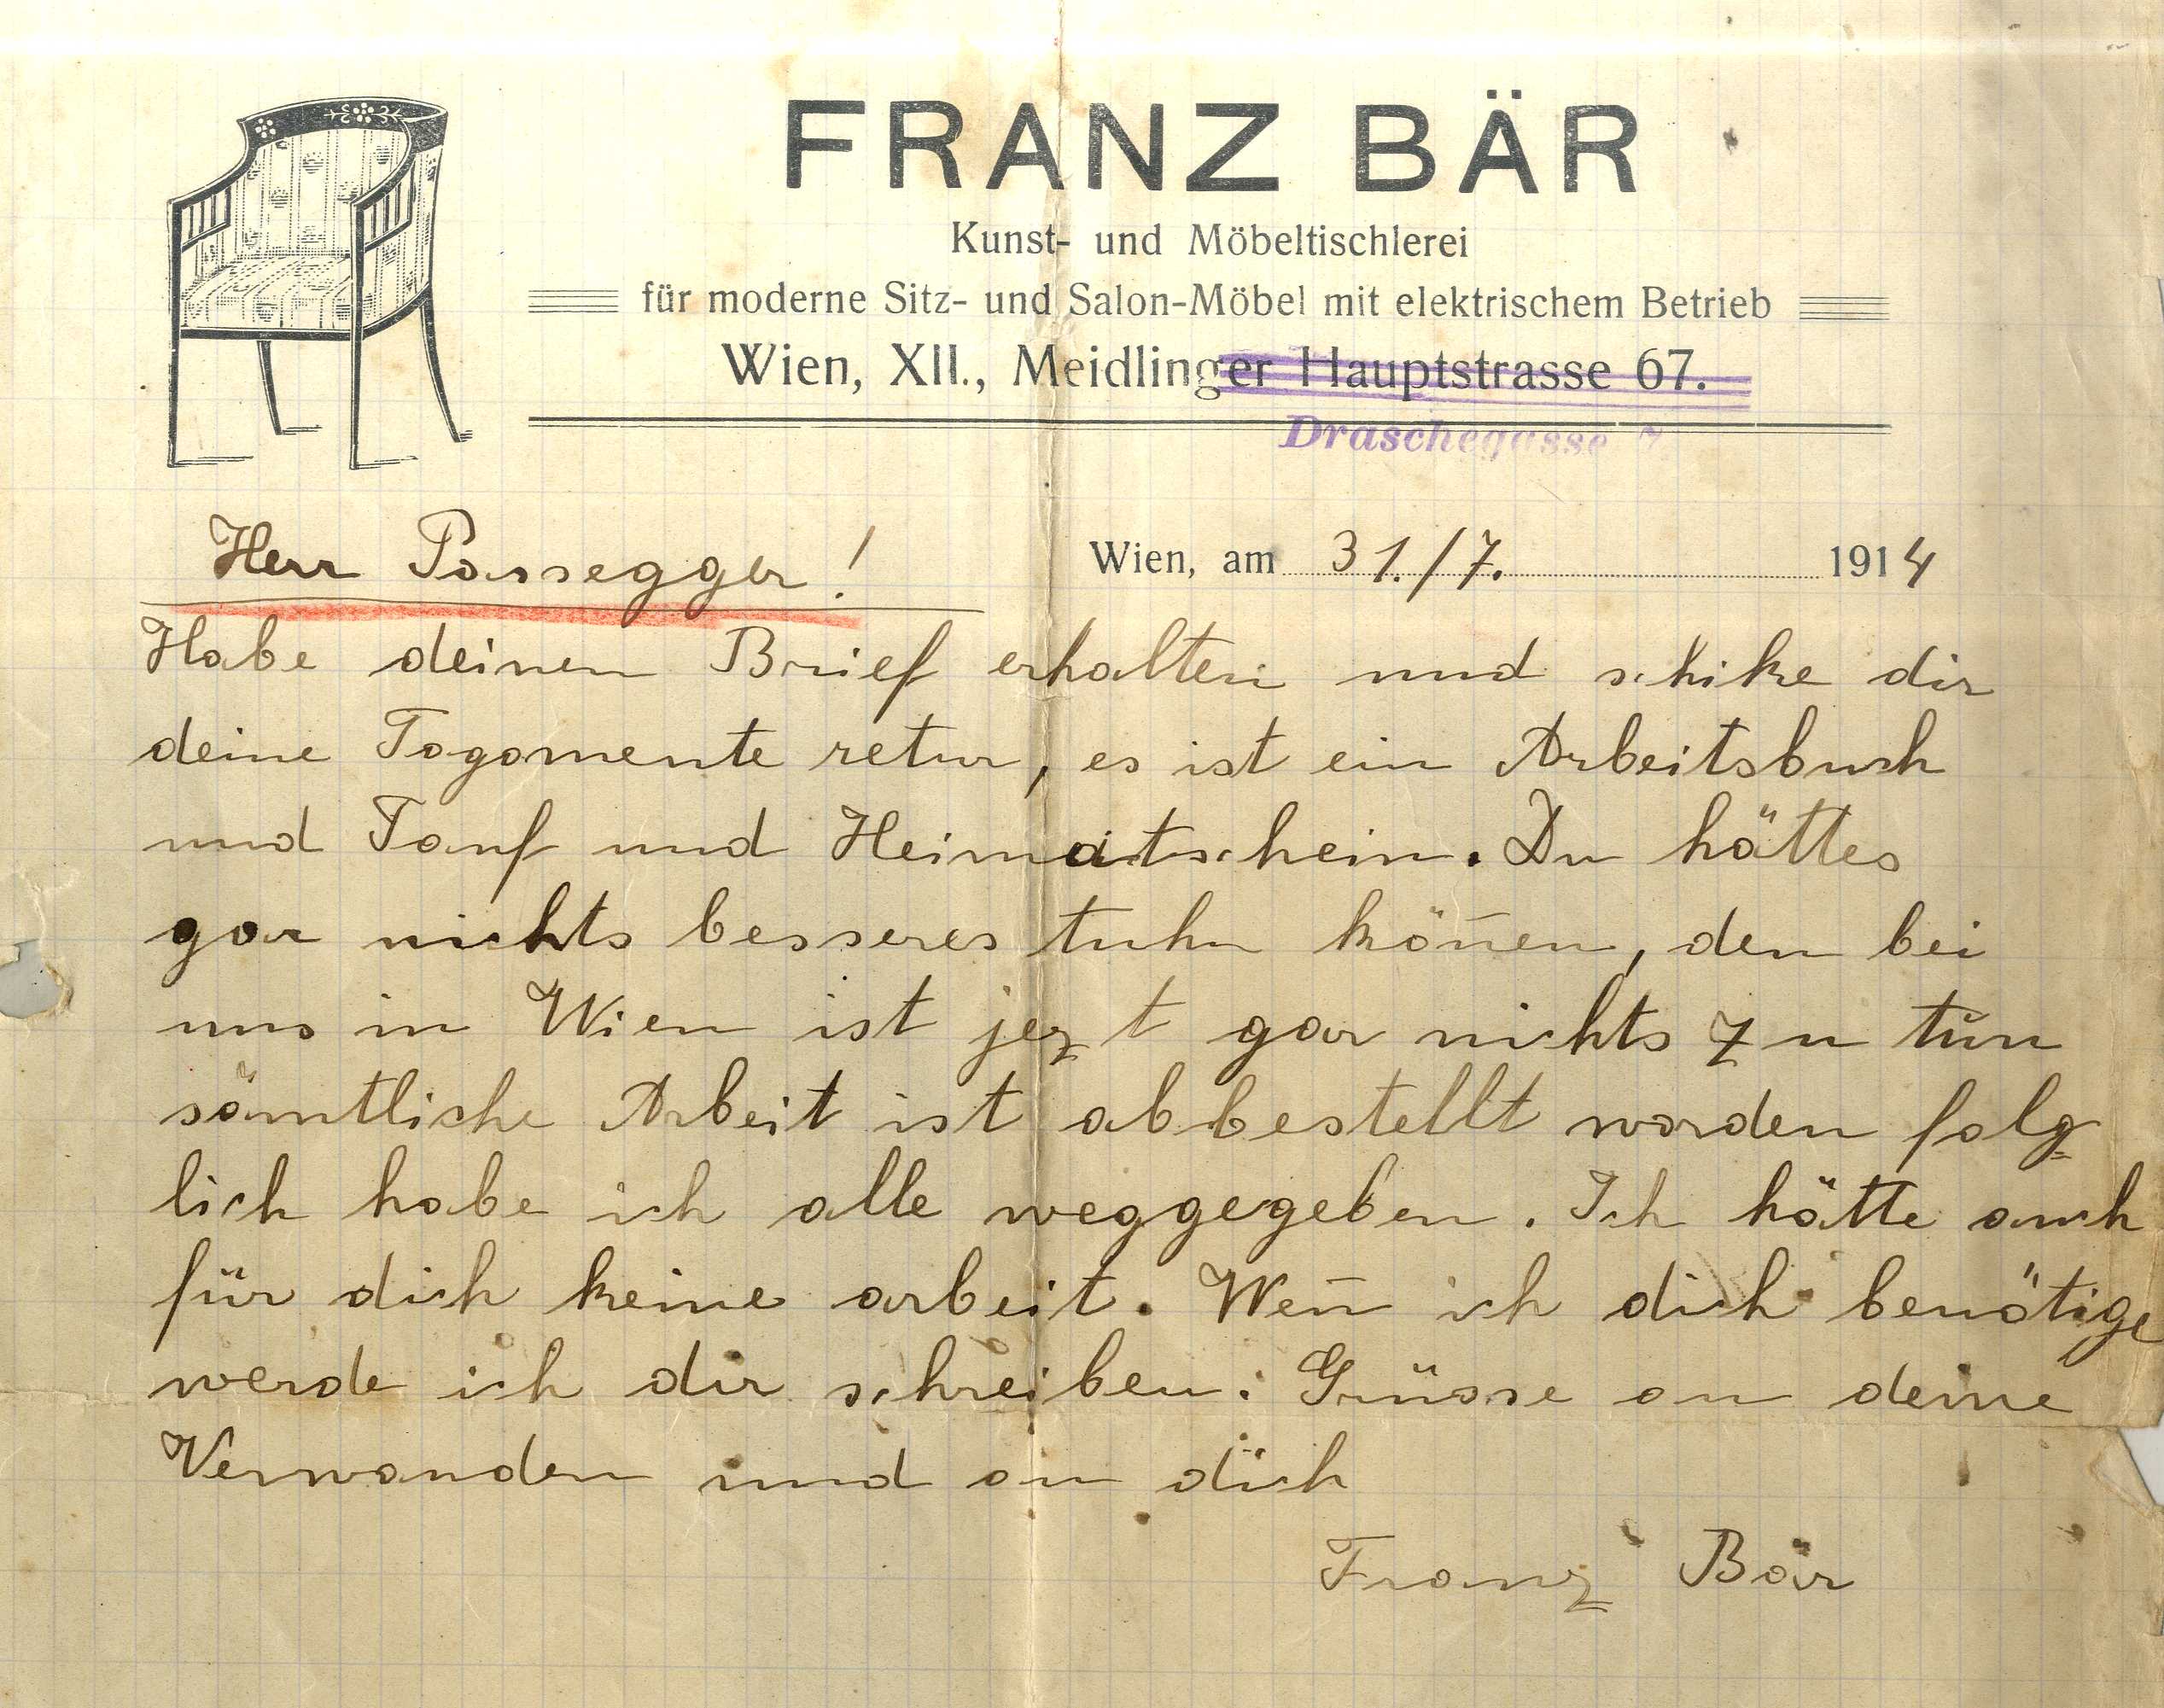 FRANZ BÄR
Kunst- und Möbeltischlerei
für moderne Sitz- und Salon-Möbel mit elektrischem Betrieb
Wien, XII., Meidlinger Hauptstrasse 67.
Draschegasse 7
Herr Passegger! Wien, am 31./7. 1914
Habe deinen Brief erhalten und schike dir
deine Togomente retur, es ist ein Arbeitsbuch
und Tauf und Heimatschein. Du hättes
gar nichts besseres tuhn kön̄en, den bei
uns in Wien ist jezt gar nichts zu tun
sämtliche Arbeit ist abbestellt worden folg
lich habe ich alle weggegeben. Ich hätte auch
für dich keine arbeit. Wen̄ ich dich benötige
werde ich dir schreiben. Grüsse an deine
Verwanden und an dich
Franz Bär